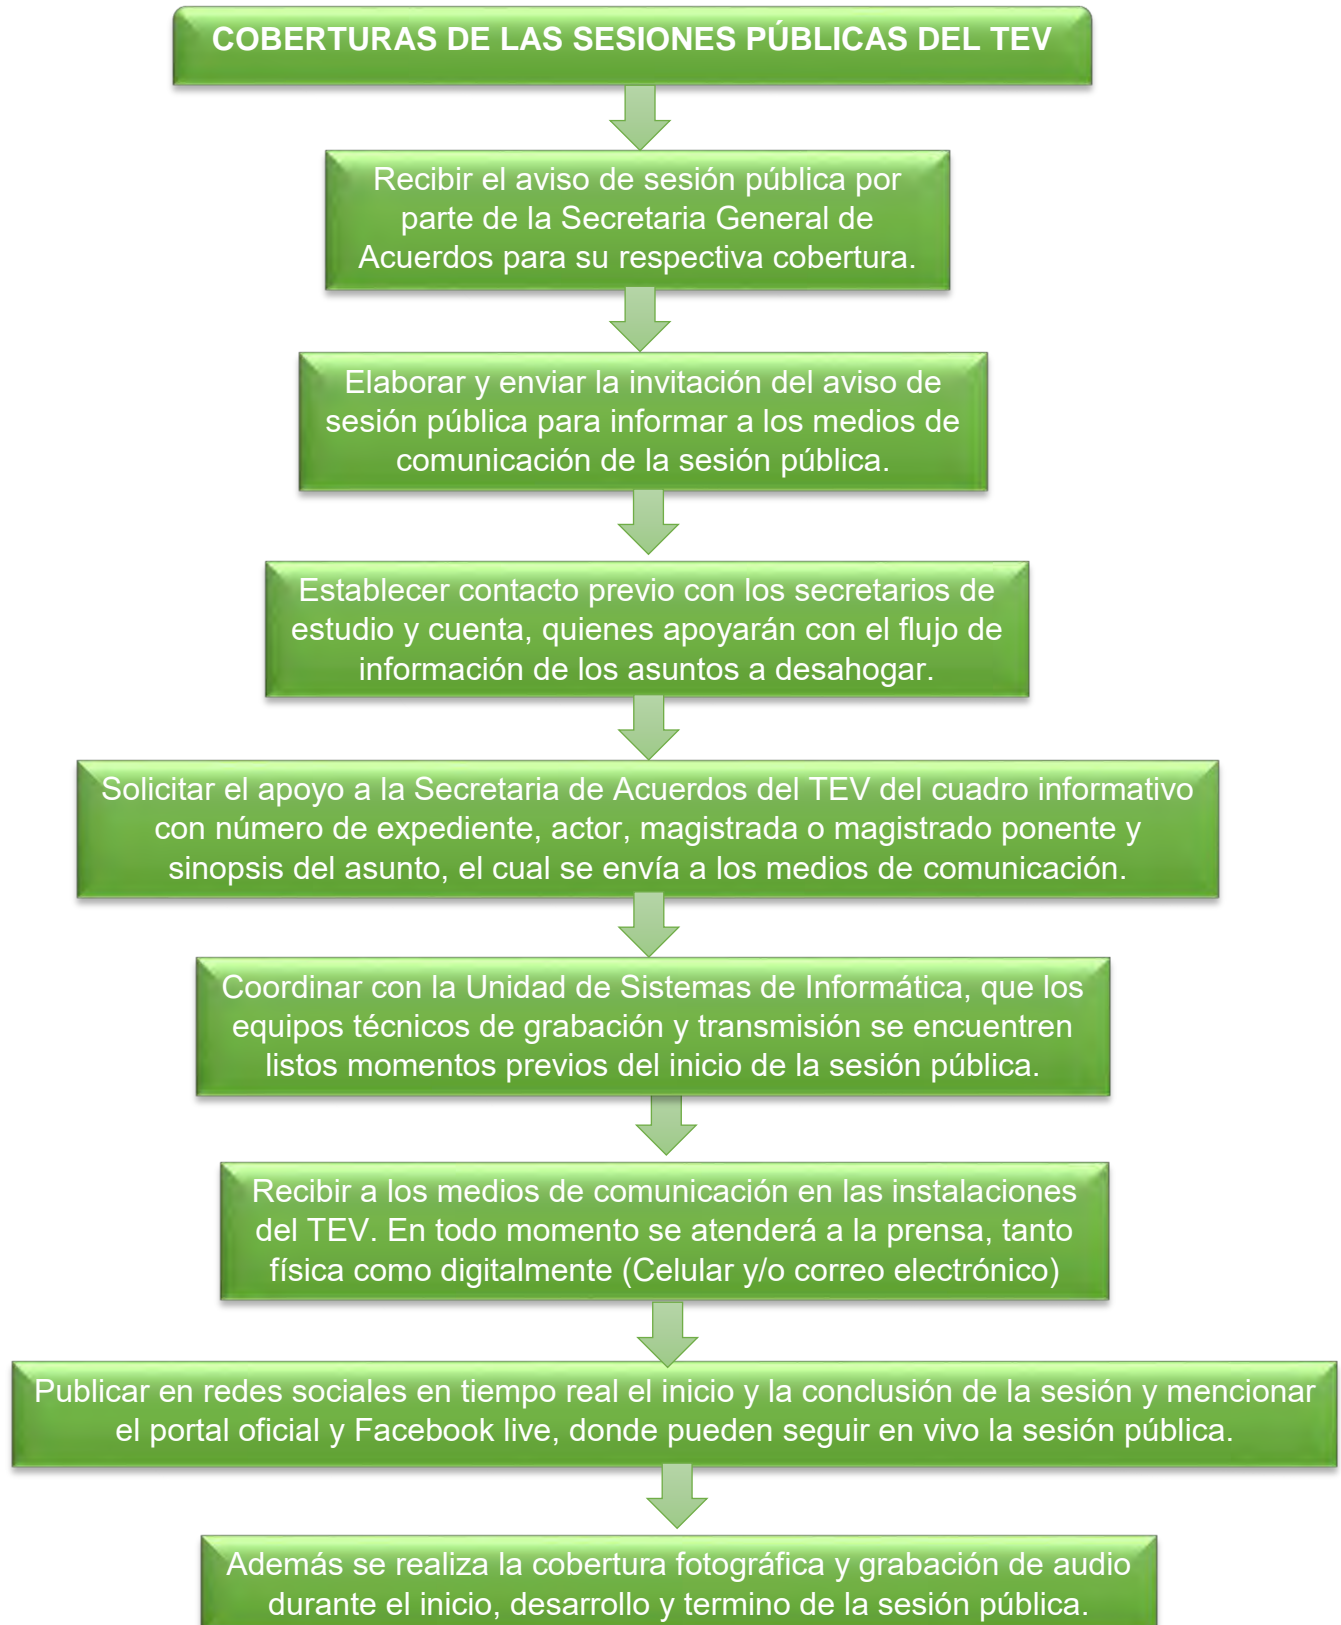 COBERTURAS DE LAS SESIONES PÚBLICAS DEL TEV
Recibir el aviso de sesión pública por
parte de la Secretaria General de
Acuerdos para su respectiva cobertura.
Elaborar y enviar la invitación del aviso de
sesión pública para informar a los medios de
comunicación de la sesión pública.
Establecer contacto previo con los secretarios de
estudio y cuenta, quienes apoyarán con el flujo de
información de los asuntos a desahogar.
Solicitar el apoyo a la Secretaria de Acuerdos del TEV del cuadro informativo
con número de expediente, actor, magistrada o magistrado ponente y
sinopsis del asunto, el cual se envía a los medios de comunicación.
Coordinar con la Unidad de Sistemas de Informática, que los
equipos técnicos de grabación y transmisión se encuentren
listos momentos previos del inicio de la sesión pública.
Recibir a los medios de comunicación en las instalaciones
del TEV. En todo momento se atenderá a la prensa, tanto
física como digitalmente (Celular y/o correo electrónico)
Publicar en redes sociales en tiempo real el inicio y la conclusión de la sesión y mencionar
el portal oficial y Facebook live, donde pueden seguir en vivo la sesión pública.
Además se realiza la cobertura fotográfica y grabación de audio
durante el inicio, desarrollo y termino de la sesión pública.